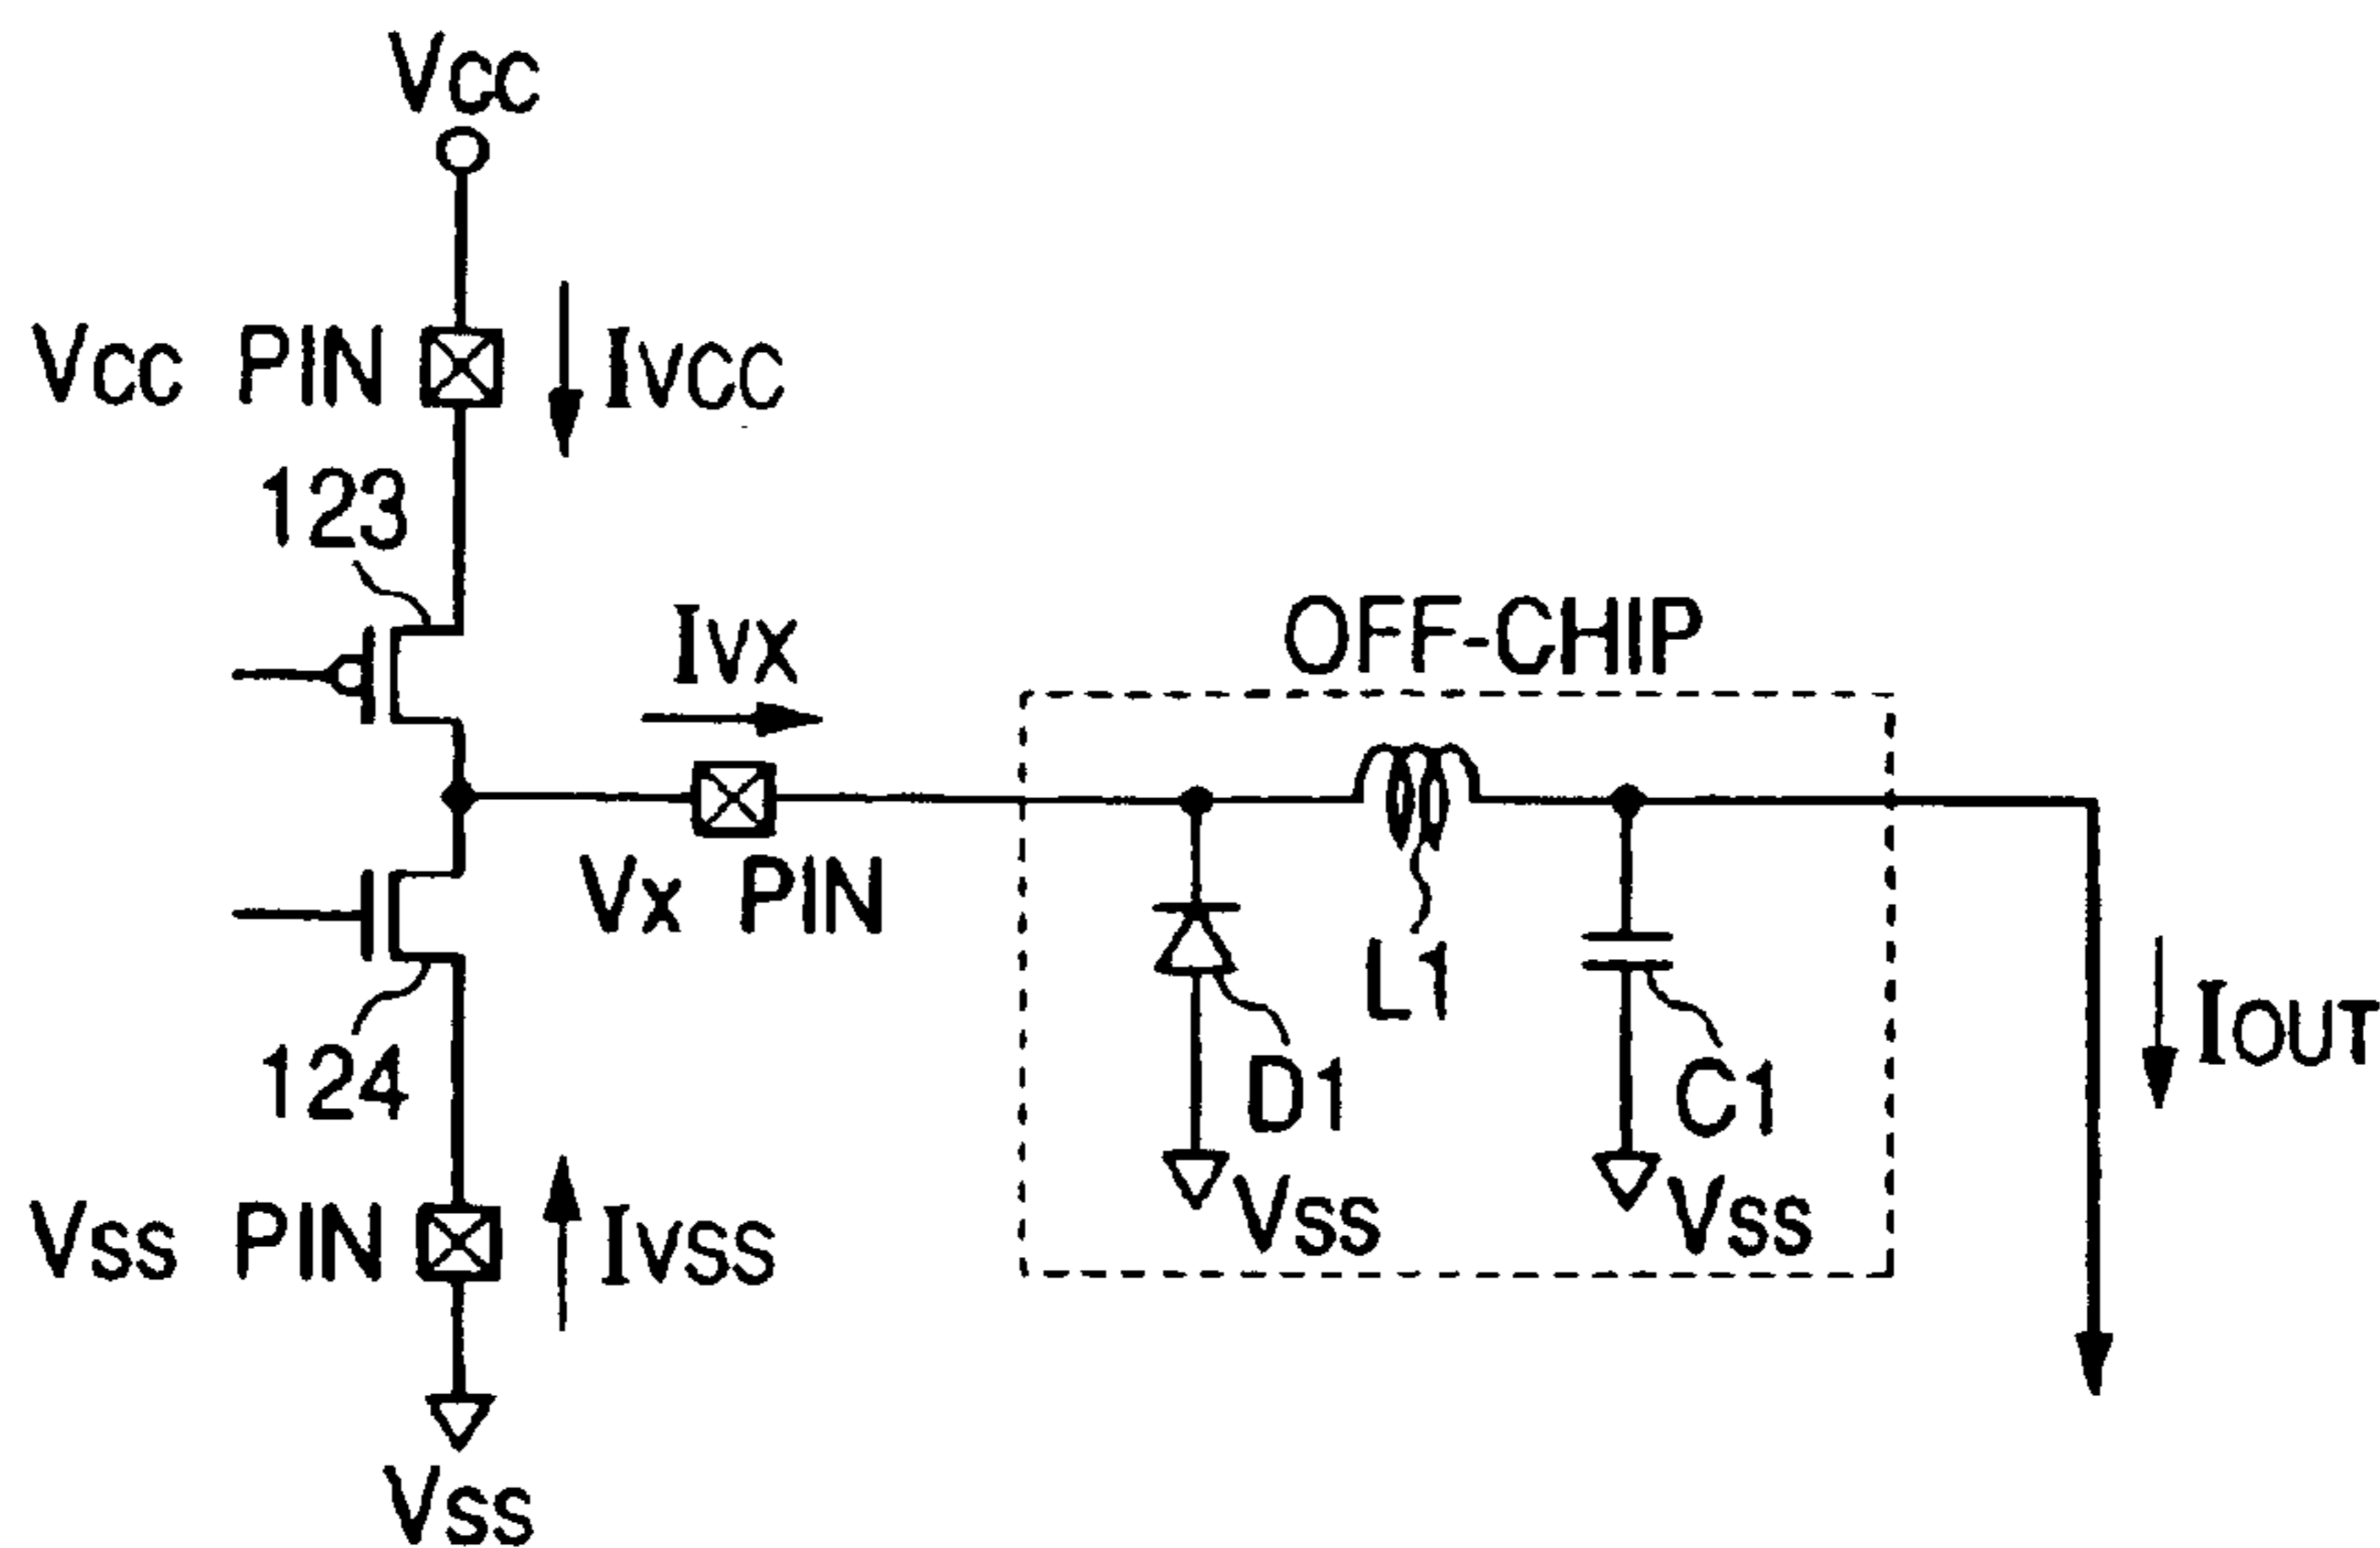 VCC
VCC PIN
IVCC
123
IVX
OFF-CHIP
VX PIN
L1
124
D1
C1
IOUT
VSS PIN
IVSS
VSS
VSS
VSS